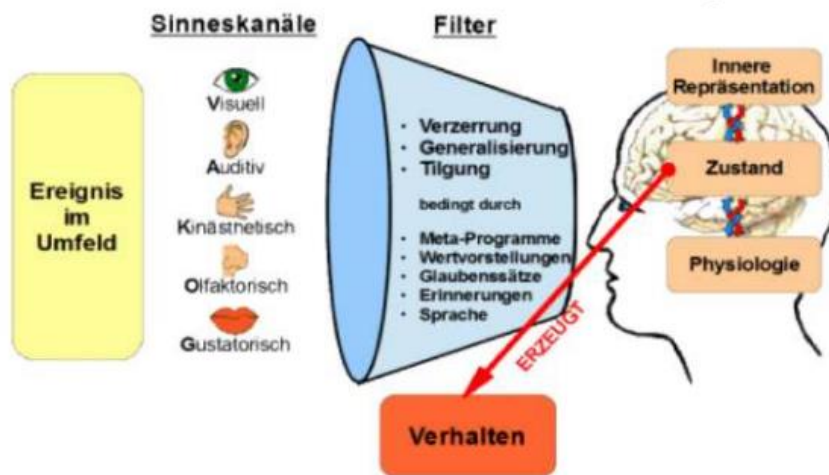 Sinneskanäle
Filter
Ereignis
im
Umfeld
Visuell
Auditiv
Kinästhetisch
Olfaktorisch
Gustatorisch
• Verzerrung
• Generalisierung
• Tilgung
bedingt durch
• Meta-Programme
• Wertvorstellungen
• Glaubenssätze
• Erinnerungen
• Sprache
Innere
Repräsentation
Zustand
Physiologie
ERZEUGT
Verhalten